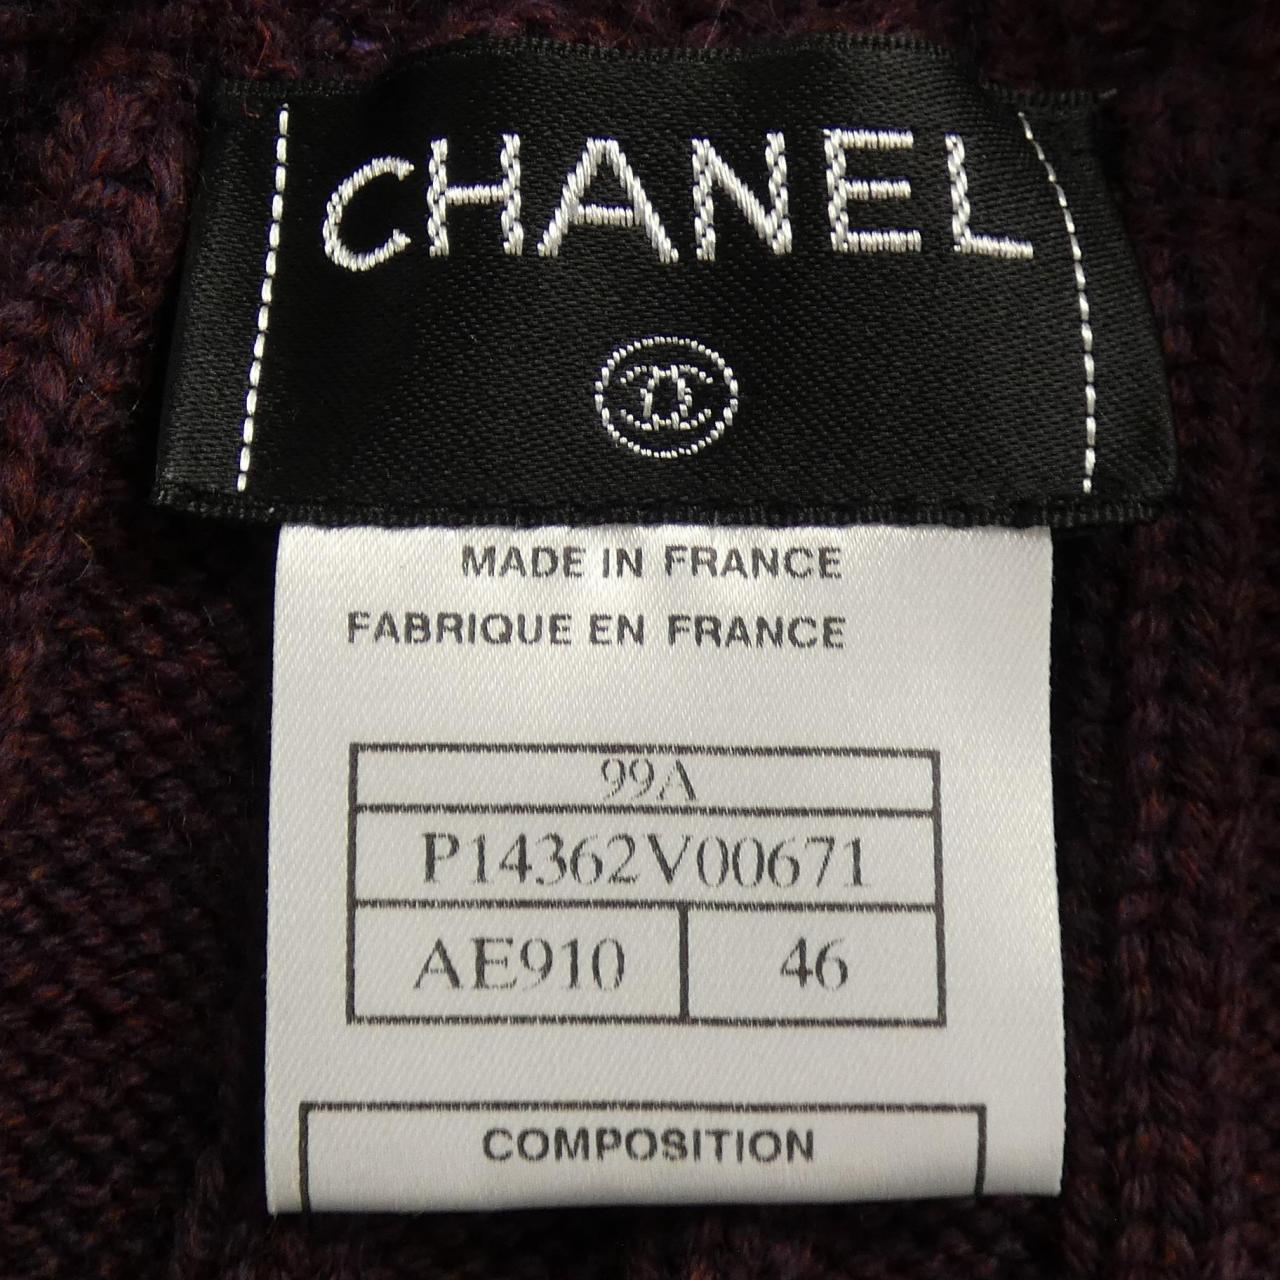 CHANEL
MADE IN FRANCE
FABRIQUE EN FRANCE
99A
P14362V00671
AE910 46
COMPOSITION